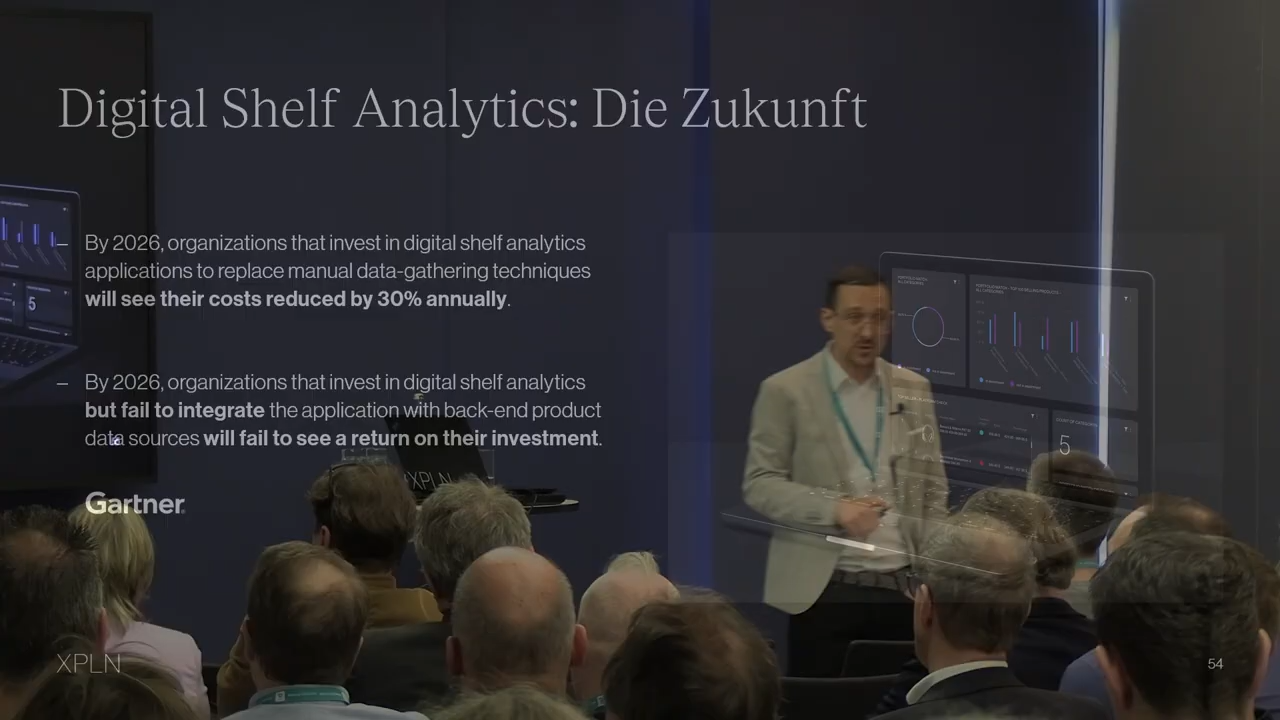 Digital Shelf Analytics: Die Zukunft
– By 2026, organizations that invest in digital shelf analytics
applications to replace manual data-gathering techniques
will see their costs reduced by 30% annually.
– By 2026, organizations that invest in digital shelf analytics
but fail to integrate the application with back-end product
data sources will fail to see a return on their investment.
Gartner
XPLN
5
5
XPLN
54